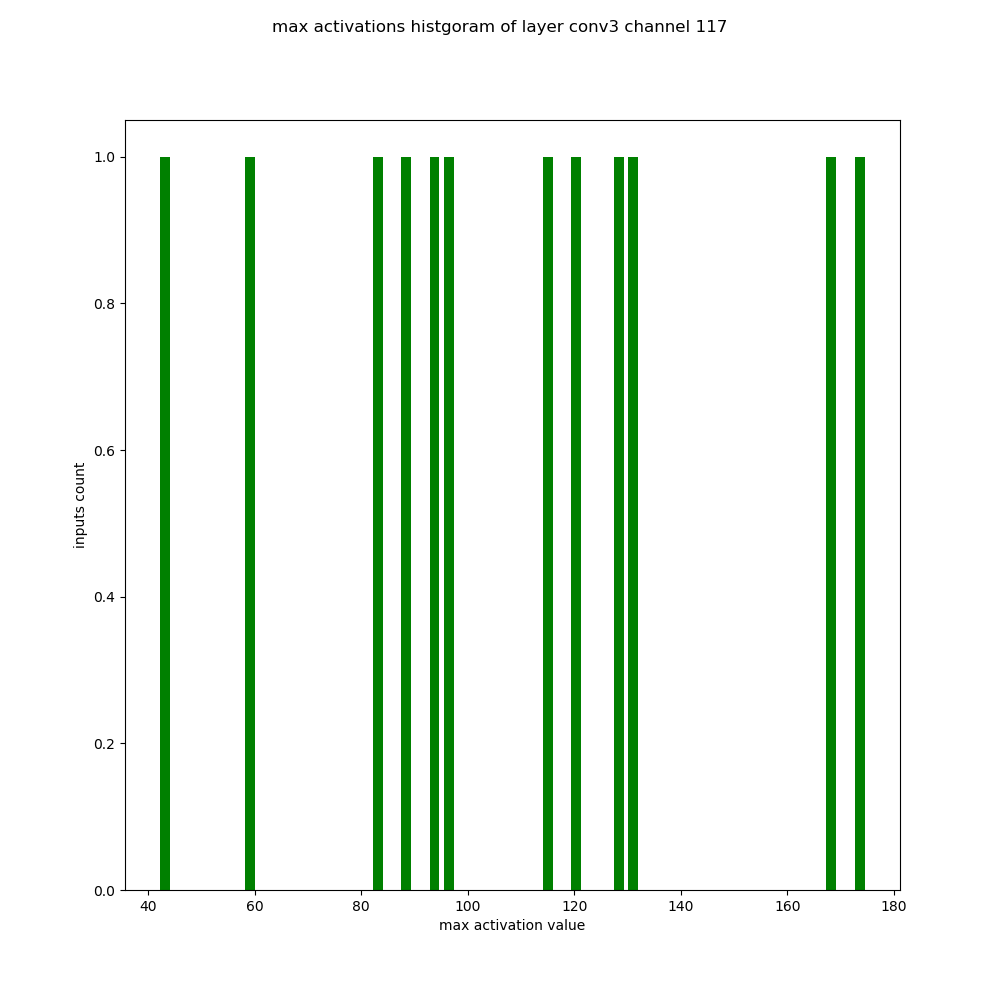 max activations histgoram of layer conv3 channel 117
1.0
0.8
0.6
0.4
0.2
0.0
inputs count
40 60 80 100 120 140 160 180
max activation value